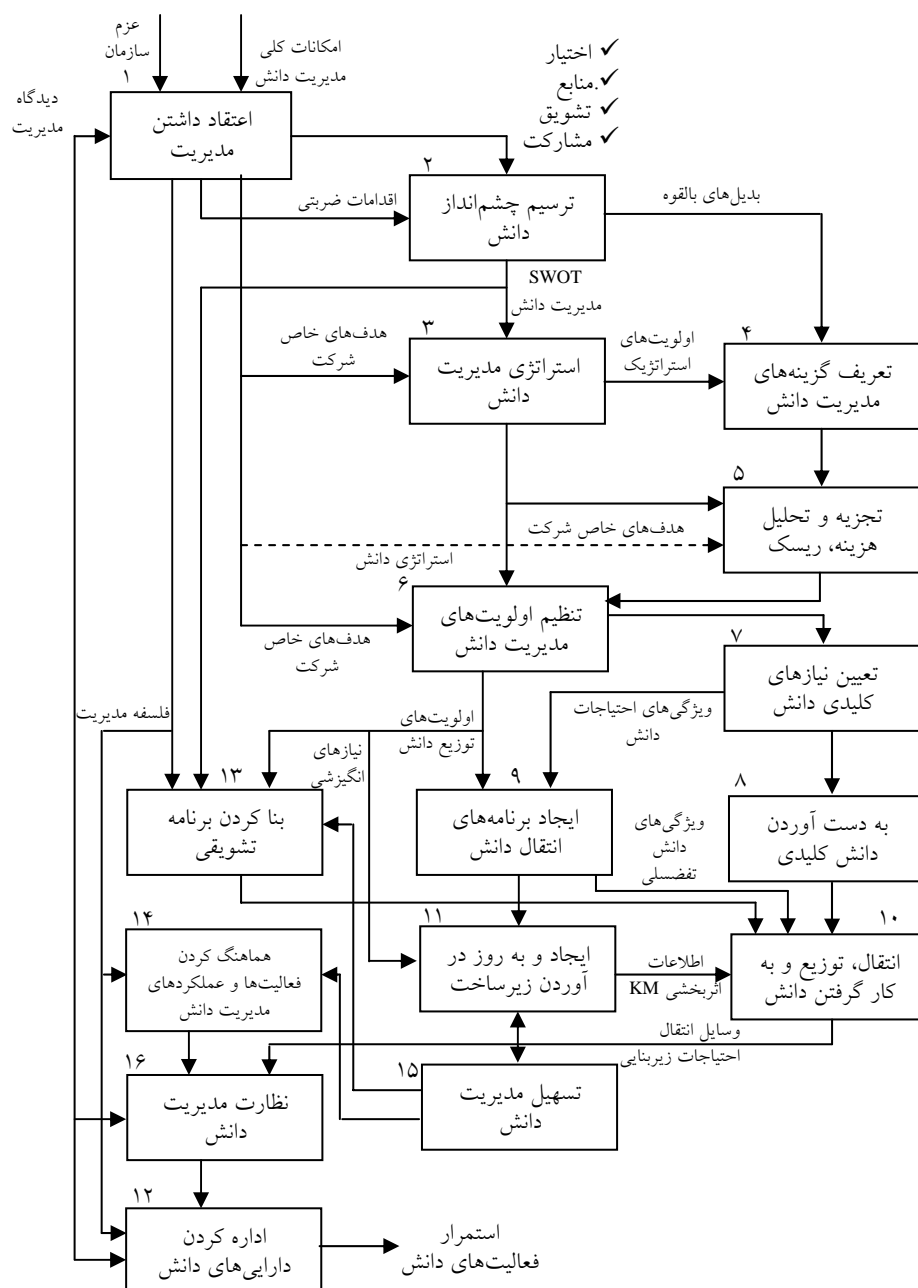 عزم
سازمان
امکانات کلی
مدیریت دانش
✓ اختیار
✓ منابع.
✓ تشویق
✓ مشارکت
دیدگاه
مدیریت
۱
اعتقاد داشتن
مدیریت
اقدامات ضربتی
۲
ترسیم چشم‌انداز
دانش
بدیل‌های بالقوه
SWOT
مدیریت دانش
هدف‌های خاص
شرکت
۳
استراتژی مدیریت
دانش
اولویت‌های
استراتژیک
۴
تعریف گزینه‌های
مدیریت دانش
۵
تجزیه و تحلیل
هزینه، ریسک
هدف‌های خاص شرکت
استراتژی دانش
۶
تنظیم اولویت‌های
مدیریت دانش
هدف‌های خاص
شرکت
۷
تعیین نیازهای
کلیدی دانش
ویژگی‌های احتیاجات
دانش
فلسفه مدیریت
اولویت‌های
توزیع دانش
نیازهای
انگیزشی
۸
به دست آوردن
دانش کلیدی
۹
ایجاد برنامه‌های
انتقال دانش
ویژگی‌های
دانش
تفضسلی
۱۳
بنا کردن برنامه
تشویقی
۱۰
انتقال، توزیع و به
کار گرفتن دانش
۱۱
ایجاد و به روز در
آوردن زیرساخت
اطلاعات
اثربخشی KM
۱۴
هماهنگ کردن
فعالیت‌ها و عملکردهای
مدیریت دانش
وسایل انتقال
احتیاجات زیربنایی
۱۵
تسهیل مدیریت
دانش
۱۶
نظارت مدیریت
دانش
۱۲
اداره کردن
دارایی‌های دانش
استمرار
فعالیت‌های دانش